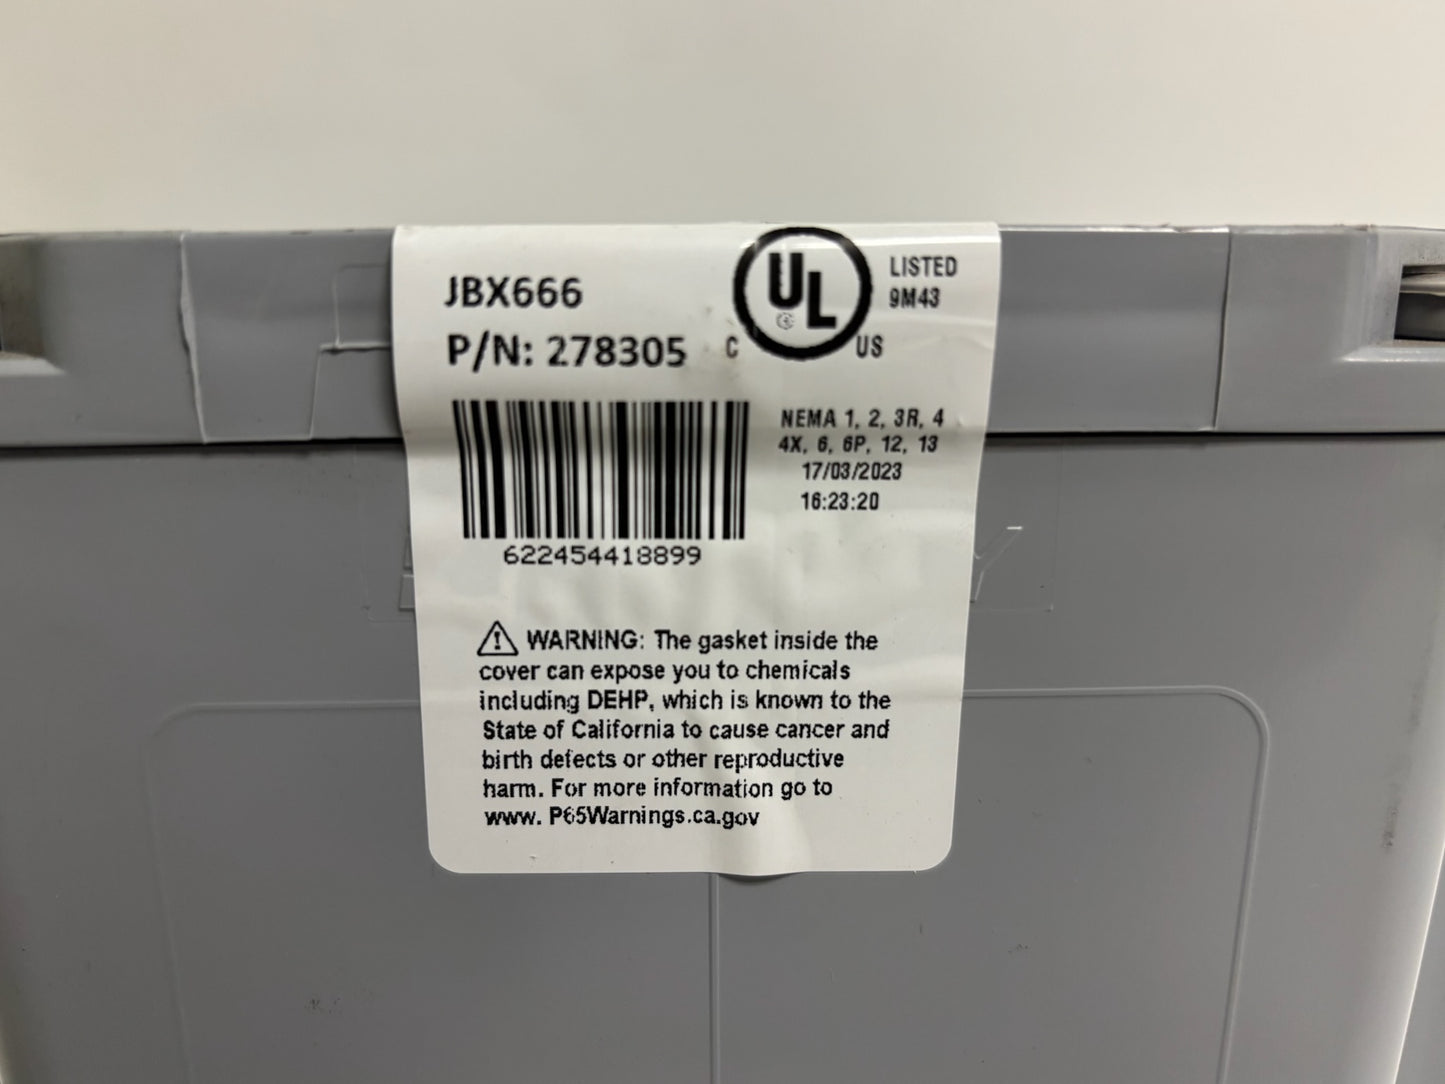 JBX666
P/N: 278305
UL
C
US
LISTED
9M43
NEMA 1, 2, 3R, 4
4X, 6, 6P, 12, 13
17/03/2023
16:23:20
622454418899
WARNING: The gasket inside the
cover can expose you to chemicals
including DEHP, which is known to the
State of California to cause cancer and
birth defects or other reproductive
harm. For more information go to
www. P65Warnings.ca.gov